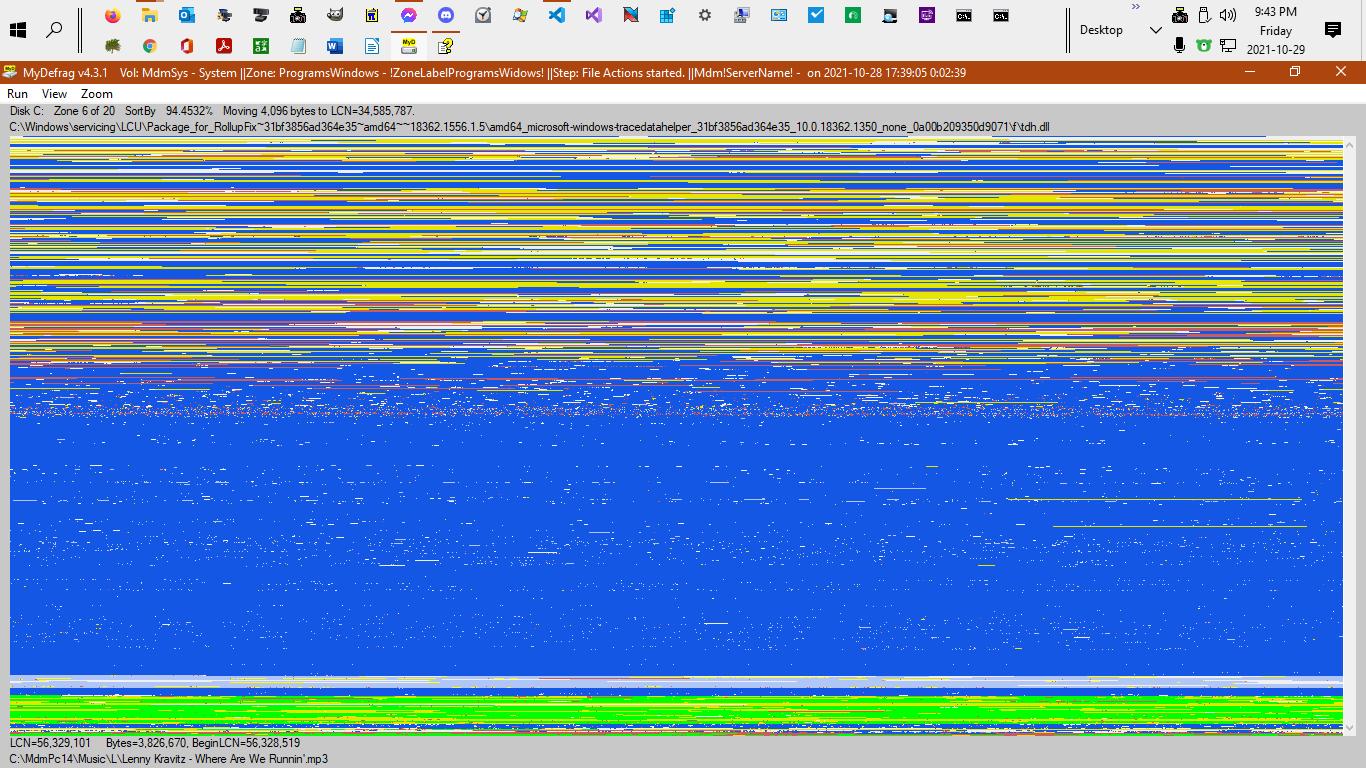 9:43 PM
Desktop
Friday
2021-10-29
MyDefrag v4.3.1 Vol: MdmSys - System ||Zone: ProgramsWindows - !ZoneLabelProgramsWidows! ||Step: File Actions started. ||Mdm!ServerName! - on 2021-10-28 17:39:05 0:02:39
Run View Zoom
Disk C: Zone 6 of 20 SortBy 94.4532% Moving 4,096 bytes to LCN=34,585,787.
C:\Windows\servicing\LCU\Package_for_RollupFix~31bf3856ad364e35~amd64~~18362.1556.1.5\amd64_microsoft-windows-tracedatahelper_31bf3856ad364e35_10.0.18362.1350_none_0a00b209350d9071\f\tdh.dll
LCN=56,329,101 Bytes=3,826,670, BeginLCN=56,328,519
C:\MdmPc14\Music\L\Lenny Kravitz - Where Are We Runnin'.mp3